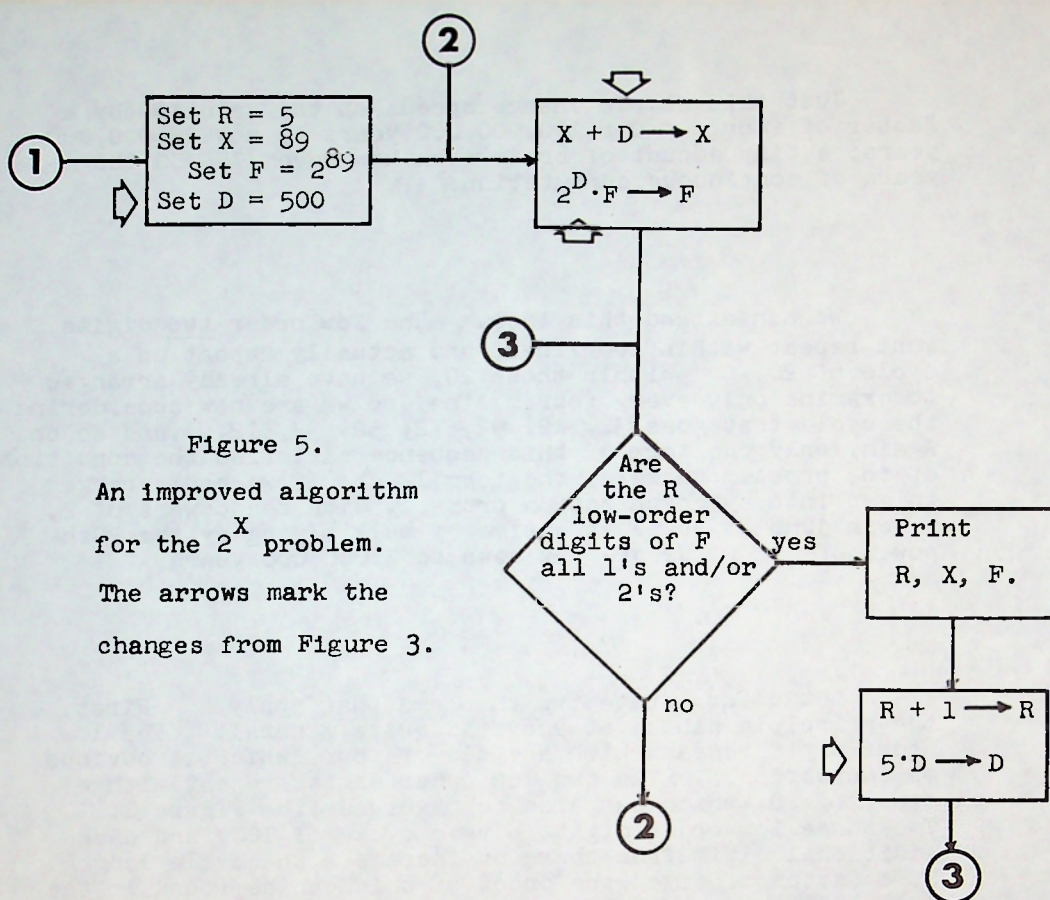 2
1
Set R = 5
Set X = 89
Set F = 2^89
Set D = 500
X + D → X
2^D·F → F
3
Figure 5.
An improved algorithm
for the 2^X problem.
The arrows mark the
changes from Figure 3.
Are
the R
low-order
digits of F
all 1's and/or
2's?
yes
no
2
Print
R, X, F.
R + 1 → R
5·D → D
3